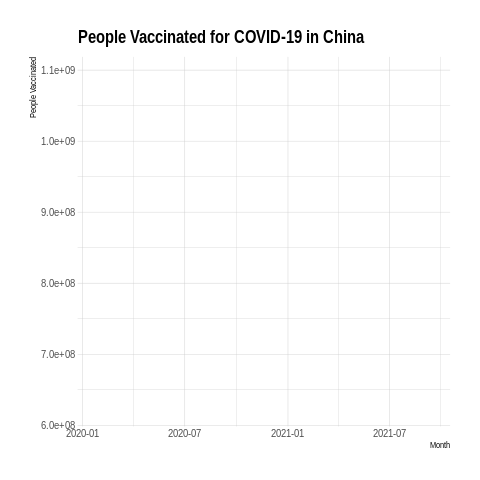 People Vaccinated for COVID-19 in China
People Vaccinated
1.1e+09
1.0e+09
9.0e+08
8.0e+08
7.0e+08
6.0e+08
2020-01 2020-07 2021-01 2021-07
Month